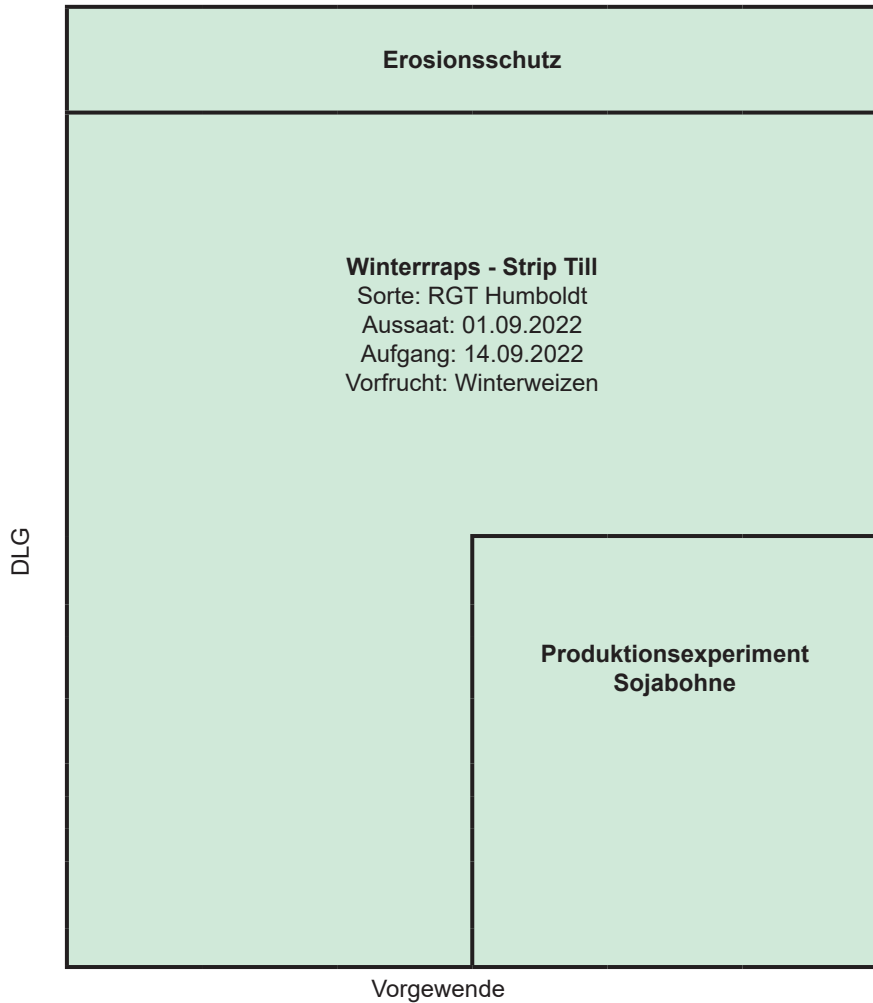 Erosionsschutz
Winterrraps - Strip Till
Sorte: RGT Humboldt
Aussaat: 01.09.2022
Aufgang: 14.09.2022
Vorfrucht: Winterweizen
DLG
Produktionsexperiment
Sojabohne
Vorgewende